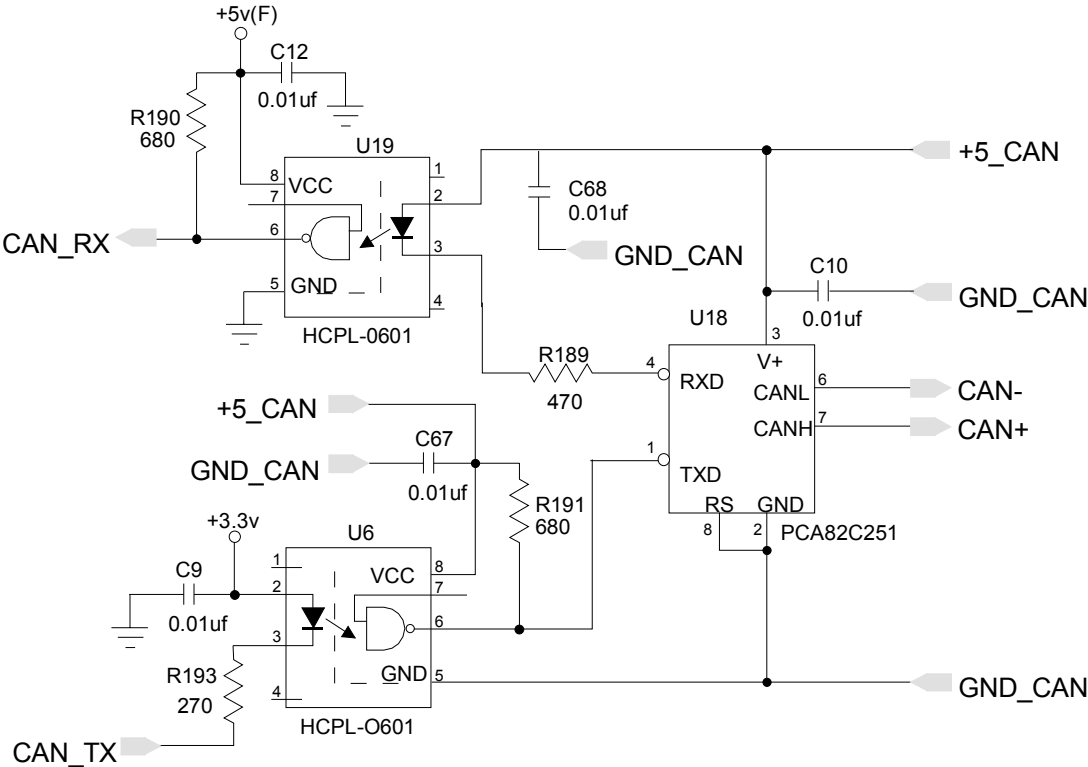 +5v(F)
C12
0.01uf
R190
680
U19
8
VCC
7
6
5
GND
1
2
3
4
HCPL-0601
CAN_RX
+5_CAN
C68
0.01uf
GND_CAN
C10
0.01uf
GND_CAN
U18
3
V+
R189
470
4
RXD
CANL
6
CAN-
CANH
7
CAN+
1
TXD
RS
GND
8
2
PCA82C251
+5_CAN
C67
GND_CAN
0.01uf
R191
680
+3.3v
U6
C9
0.01uf
1
2
3
4
VCC
8
7
6
GND
5
HCPL-O601
R193
270
CAN_TX
GND_CAN